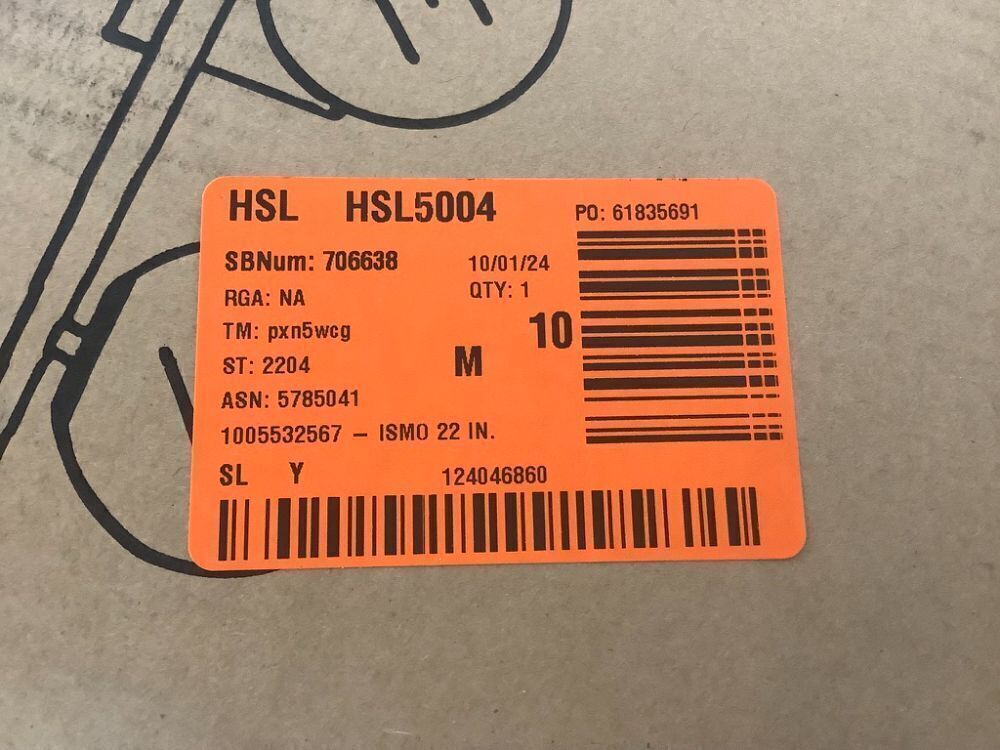 HSL HSL5004
PO: 61835691
SBNum: 706638
10/01/24
RGA: NA
QTY: 1
TM: pxn5wcg
10
ST: 2204
M
ASN: 5785041
1005532567 – ISMO 22 IN.
SL Y
124046860